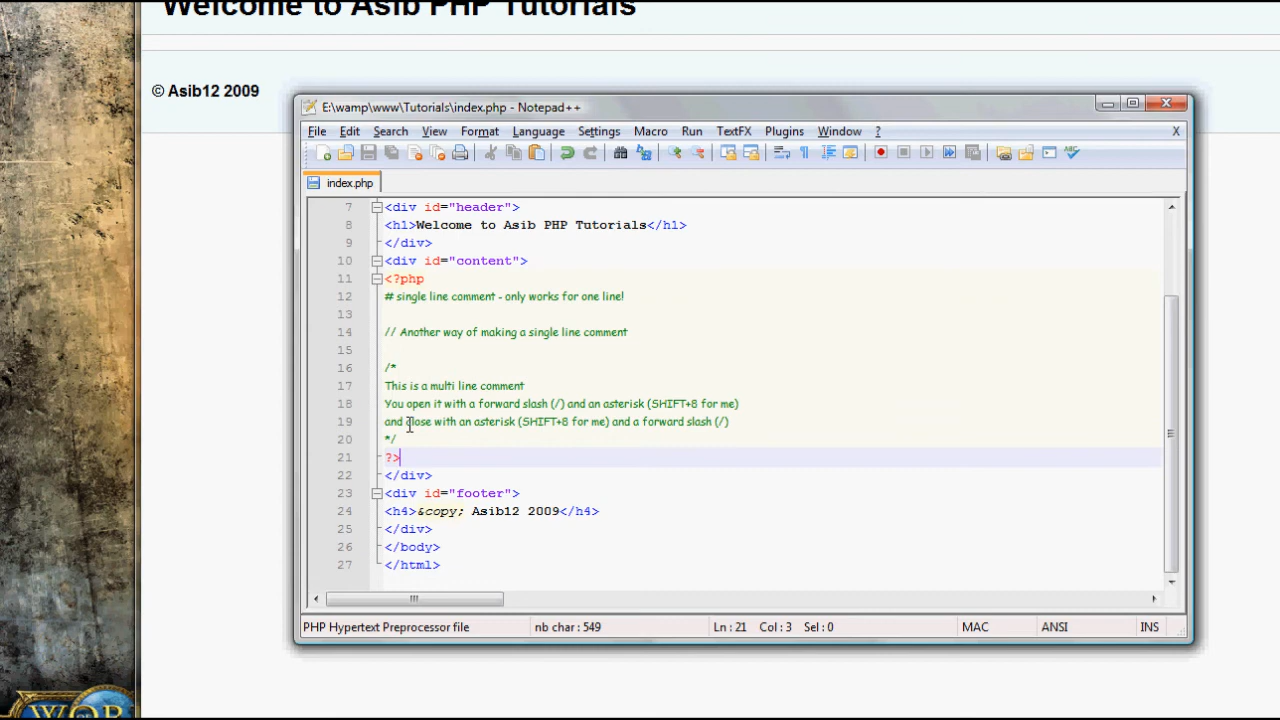 Welcome to Asib PHP Tutorials
© Asib12 2009
E:\wamp\www\Tutorials\index.php - Notepad++
File Edit Search View Format Language Settings Macro Run TextFX Plugins Window ? X
index.php
7 <div id="header">
8 <h1>Welcome to Asib PHP Tutorials</h1>
9 </div>
10 <div id="content">
11 <?php
12 # single line comment - only works for one line!
13
14 // Another way of making a single line comment
15
16 /*
17 This is a multi line comment
18 You open it with a forward slash (/) and an asterisk (SHIFT+8 for me)
19 and close with an asterisk (SHIFT+8 for me) and a forward slash (/)
20 */
21 ?>
22 </div>
23 <div id="footer">
24 <h4>&copy; Asib12 2009</h4>
25 </div>
26 </body>
27 </html>
PHP Hypertext Preprocessor file nb char : 549 Ln : 21 Col : 3 Sel : 0 MAC ANSI INS